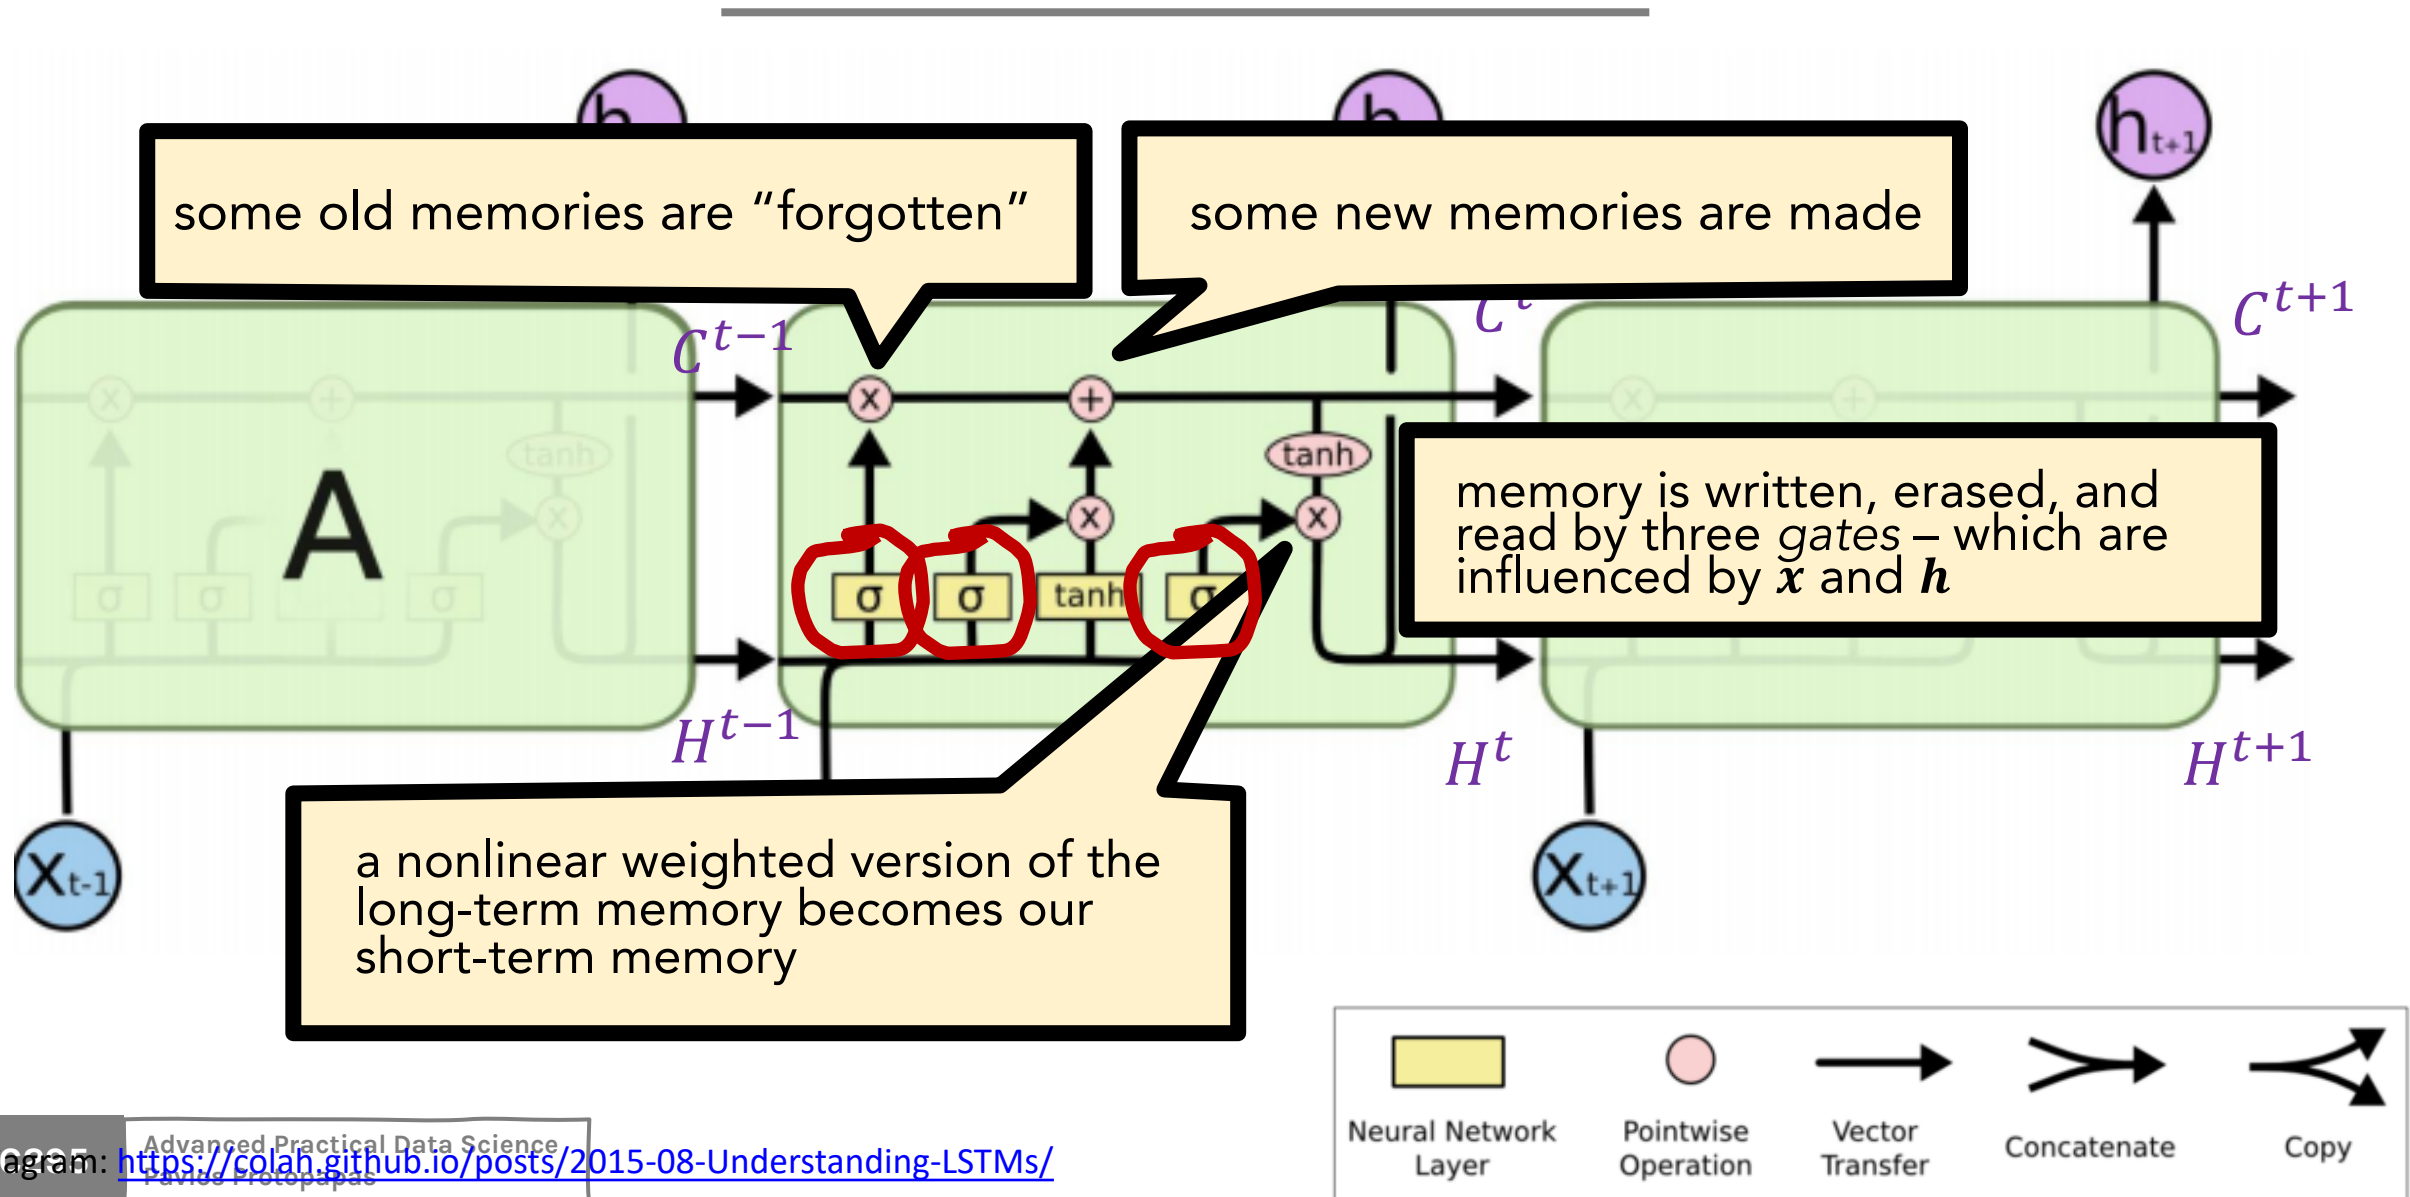 h
h
h t+1
some old memories are “forgotten”
some new memories are made
C t−1
C t
C t+1
x
+
tanh
x
x
σ
σ
tanh
σ
x
+
tanh
x
x
σ
σ
σ
x
+
A
memory is written, erased, and
read by three gates – which are
influenced by x and h
H t−1
H t
H t+1
X t-1
X t+1
a nonlinear weighted version of the
long-term memory becomes our
short-term memory
Neural Network
Layer
Pointwise
Operation
Vector
Transfer
Concatenate
Copy
Advanced Practical Data Science
Pavlos Protopapas
agram: https://colah.github.io/posts/2015-08-Understanding-LSTMs/